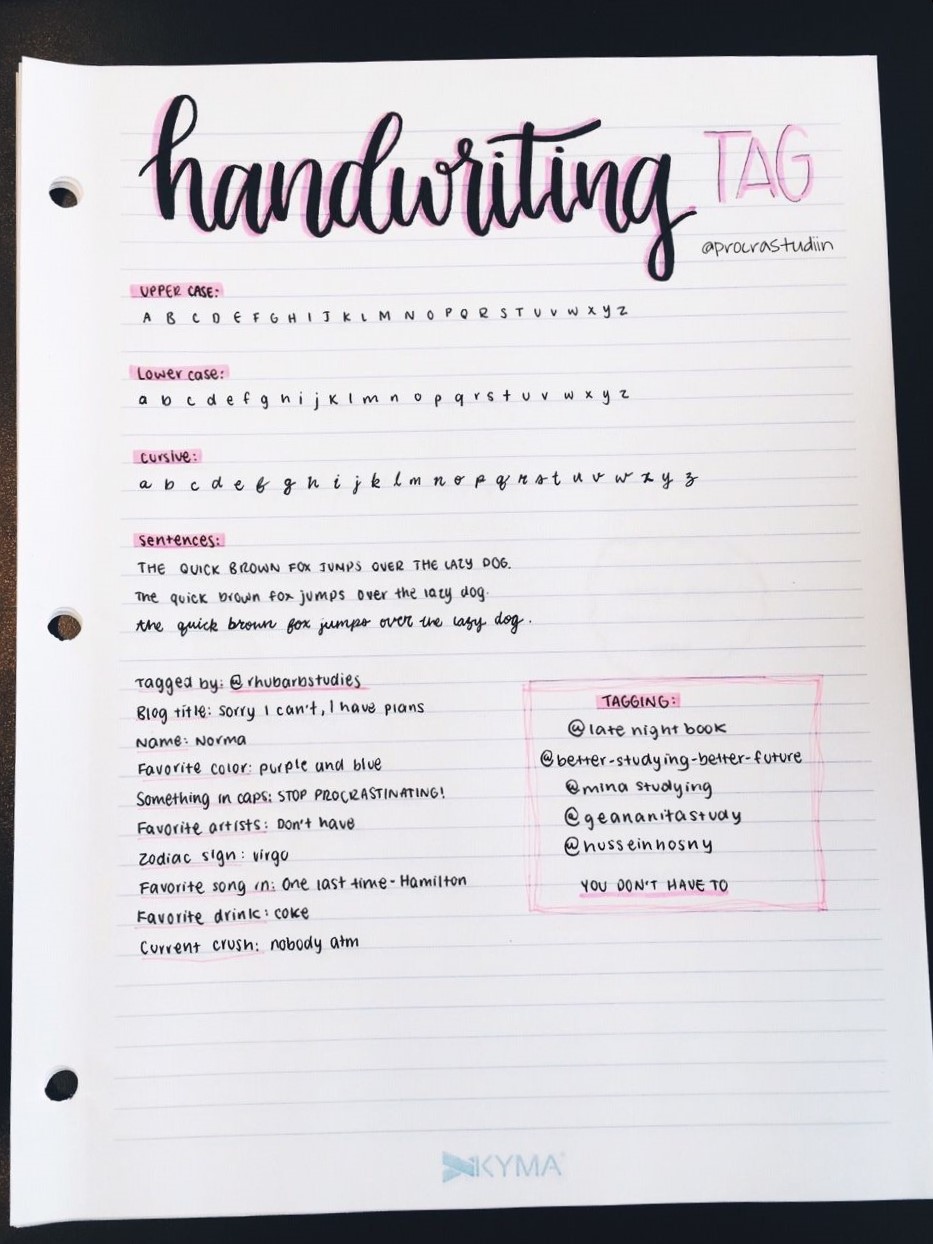 handwriting TAG
@procrastudiin
UPPER CASE:
A B C D E F G H I J K L M N O P Q R S T U V W X Y Z
Lower case:
a b c d e f g h i j k l m n o p q r s t u v w x y z
cursive:
a b c d e f g h i j k l m n o p q r s t u v w x y z
sentences:
THE QUICK BROWN FOX JUMPS OVER THE LAZY DOG.
The quick brown fox jumps over the lazy dog.
the quick brown fox jumps over the lazy dog.
Tagged by: @rhubarbstudies
Blog title: sorry I can't, I have plans
Name: Norma
Favorite color: purple and blue
Something in caps: STOP PROCRASTINATING!
Favorite artists: Don't have
Zodiac sign: virgo
Favorite song in: One last time - Hamilton
Favorite drink: coke
Current crush: nobody atm
TAGGING:
@late night book
@better-studying-better-future
@mina studying
@geananitastudy
@husseinhosny
YOU DON'T HAVE TO
KYMA